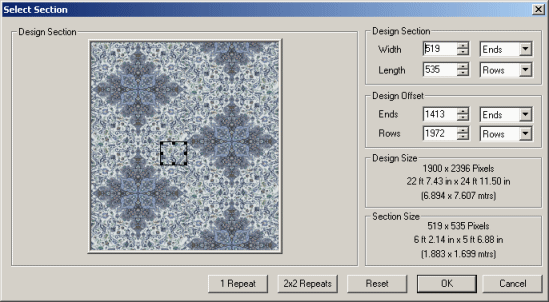 Select Section
Design Section
Design Section
Width 519 Ends
Length 535 Rows
Design Offset
Ends 1413 Ends
Rows 1972 Rows
Design Size
1900 x 2396 Pixels
22 ft 7.43 in x 24 ft 11.50 in
(6.894 x 7.607 mtrs)
Section Size
519 x 535 Pixels
6 ft 2.14 in x 5 ft 6.88 in
(1.883 x 1.699 mtrs)
1 Repeat 2x2 Repeats Reset OK Cancel